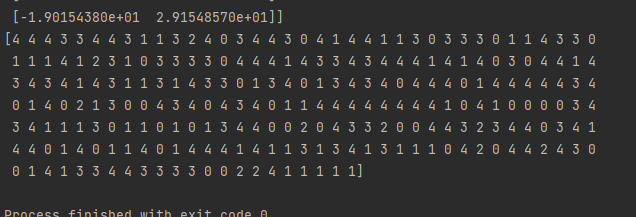 [-1.90154380e+01 2.91548570e+01]]
[4 4 4 3 3 4 4 3 1 1 3 2 4 0 3 4 4 3 0 4 1 4 4 1 1 3 0 3 3 3 0 1 1 4 3 3 0
1 1 1 4 1 2 3 1 0 3 3 3 3 0 4 4 4 1 4 3 3 4 3 4 4 4 1 4 1 4 0 3 0 4 4 1 4
3 4 3 4 1 4 3 1 1 3 1 4 3 3 0 1 3 4 0 1 3 4 3 4 0 4 4 4 0 1 4 4 4 4 4 3 4
0 1 4 0 2 1 3 0 0 4 3 4 0 4 3 4 0 1 1 4 4 4 4 4 4 4 4 1 0 4 1 0 0 0 0 3 4
3 4 1 1 1 3 0 1 1 0 1 0 1 3 4 4 0 0 2 0 4 3 3 2 0 0 4 4 3 2 3 4 4 0 3 4 1
4 4 0 1 4 0 1 1 4 0 1 4 4 4 1 4 1 1 3 1 3 4 1 3 1 1 1 0 4 2 0 4 4 2 4 3 0
0 1 4 1 3 3 4 4 3 3 3 3 0 0 2 2 4 1 1 1 1 1]
Process finished with exit code 0